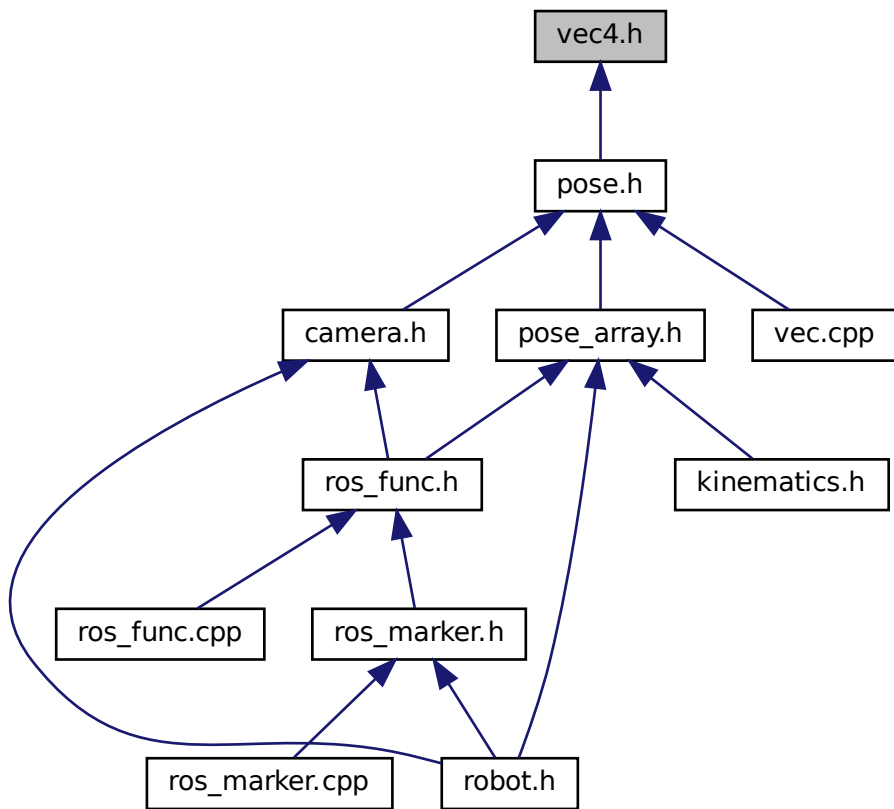 vec4.h
pose.h
camera.h
pose_array.h
vec.cpp
ros_func.h
kinematics.h
ros_func.cpp
ros_marker.h
ros_marker.cpp
robot.h